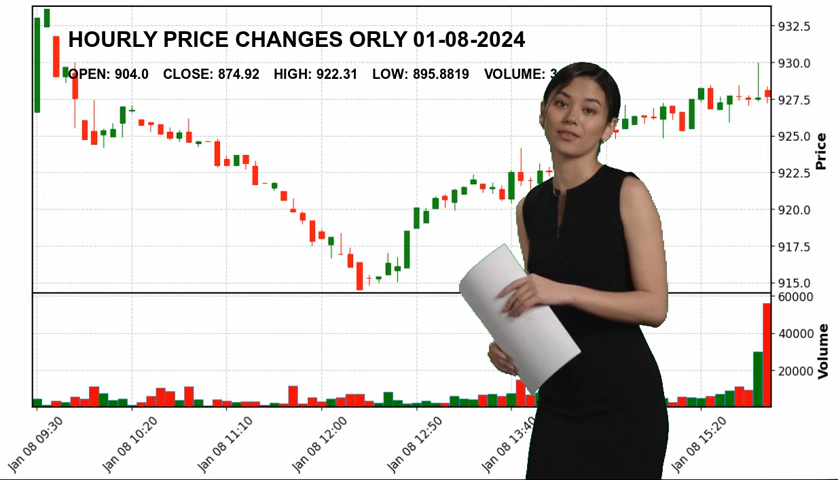 HOURLY PRICE CHANGES ORLY 01-08-2024
OPEN: 904.0 CLOSE: 874.92 HIGH: 922.31 LOW: 895.8819 VOLUME: 3
932.5
930.0
927.5
925.0
922.5
920.0
917.5
915.0
Price
60000
40000
20000
Volume
Jan 08 09:30
Jan 08 10:20
Jan 08 11:10
Jan 08 12:00
Jan 08 12:50
Jan 08 13:40
Jan 08 15:20